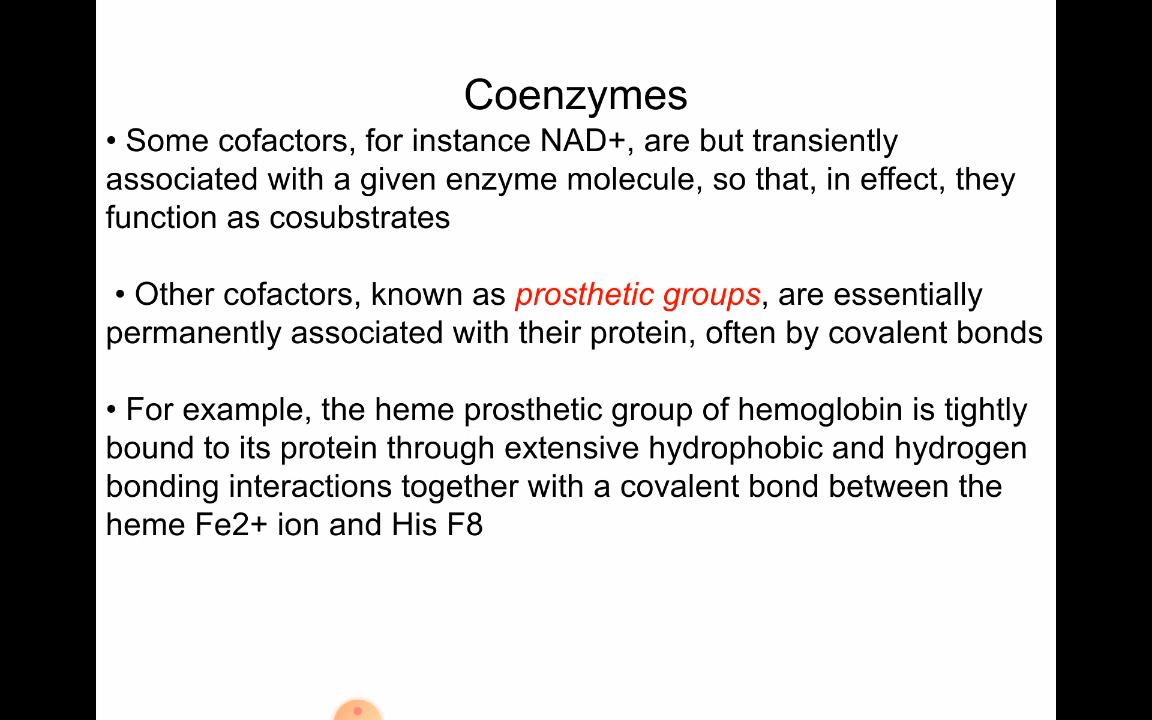 Coenzymes
• Some cofactors, for instance NAD+, are but transiently
associated with a given enzyme molecule, so that, in effect, they
function as cosubstrates
• Other cofactors, known as prosthetic groups, are essentially
permanently associated with their protein, often by covalent bonds
• For example, the heme prosthetic group of hemoglobin is tightly
bound to its protein through extensive hydrophobic and hydrogen
bonding interactions together with a covalent bond between the
heme Fe2+ ion and His F8